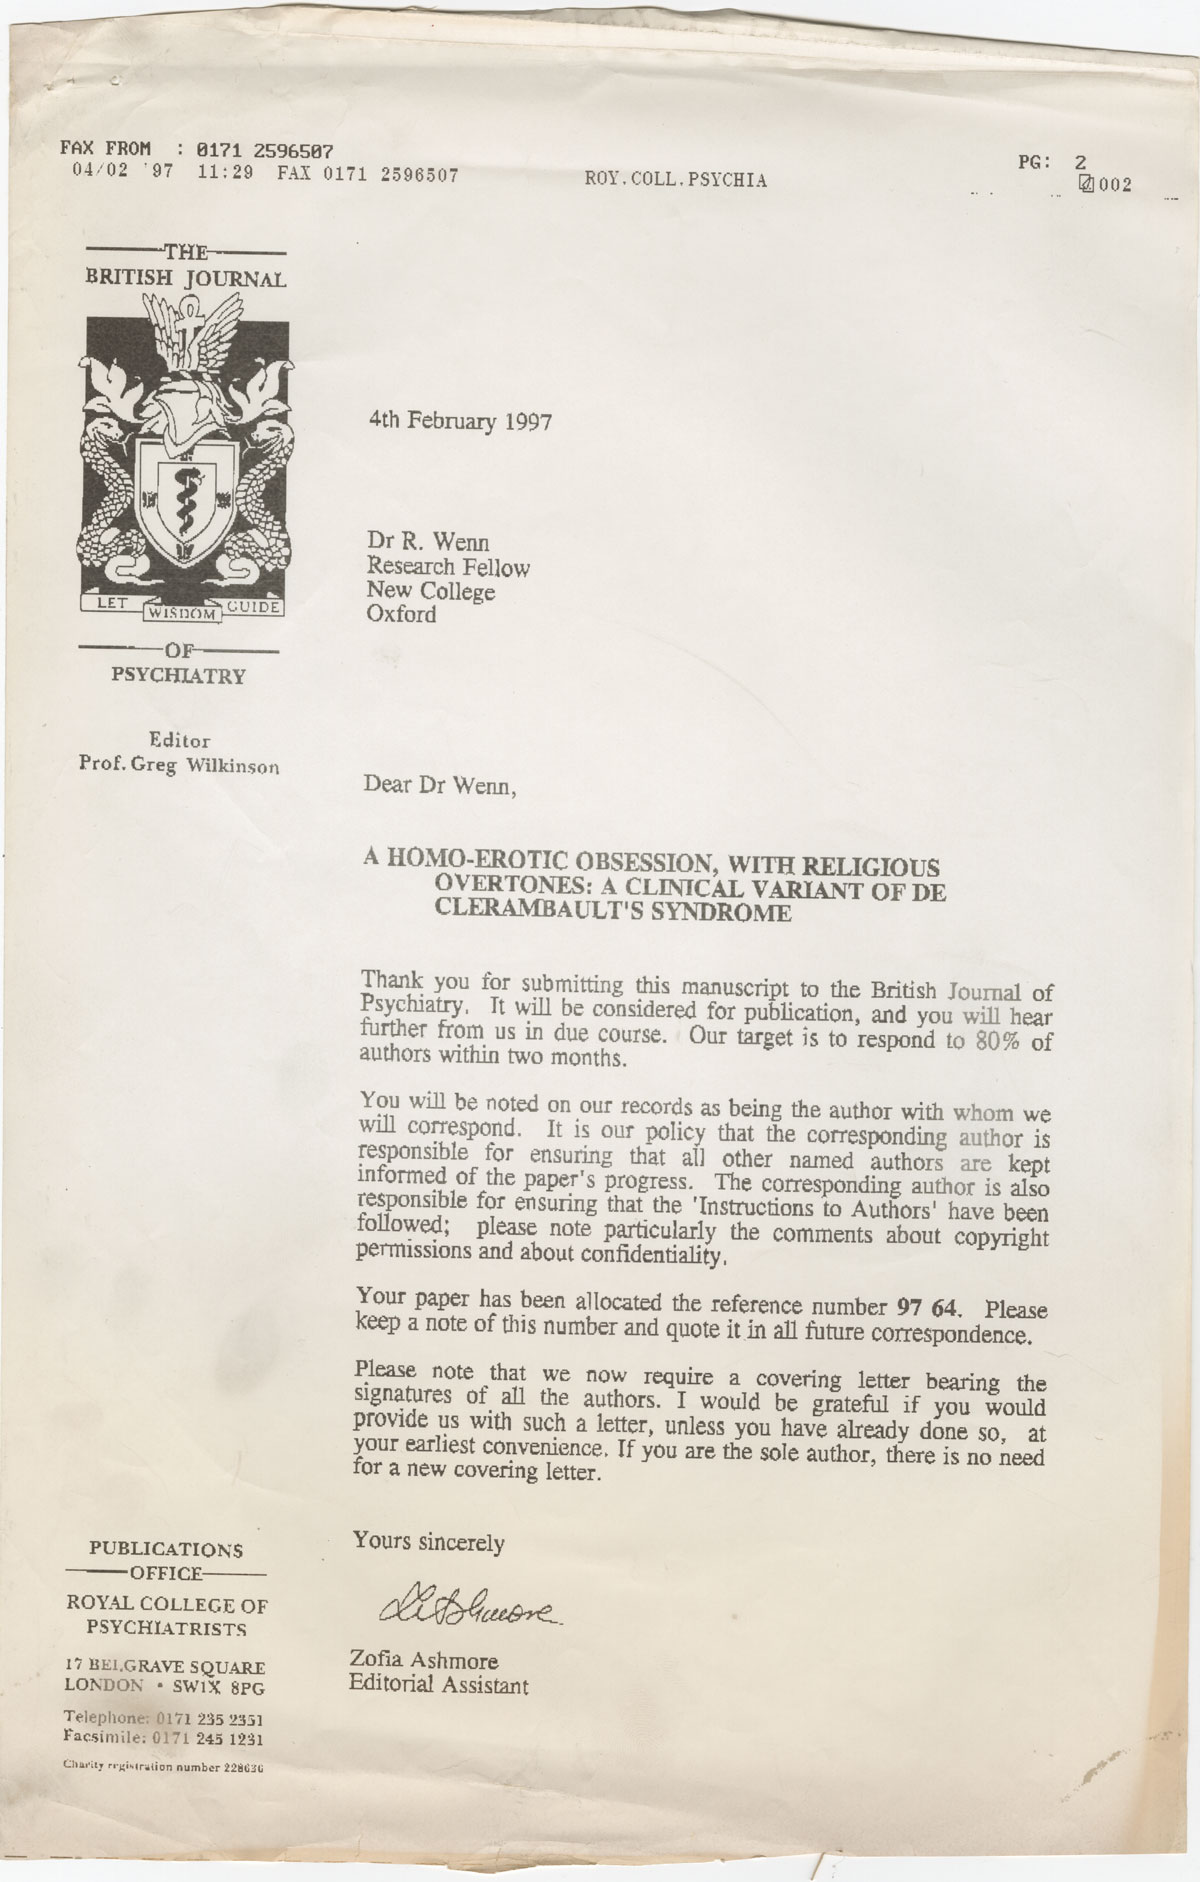 FAX FROM : 0171 2596507
PG: 2
04/02 '97 11:29 FAX 0171 2596507
ROY.COLL.PSYCHIA
002
THE
BRITISH JOURNAL
LET WISDOM GUIDE
OF
PSYCHIATRY
Editor
Prof. Greg Wilkinson
4th February 1997
Dr R. Wenn
Research Fellow
New College
Oxford
Dear Dr Wenn,
A HOMO-EROTIC OBSESSION, WITH RELIGIOUS
OVERTONES: A CLINICAL VARIANT OF DE
CLERAMBAULT'S SYNDROME
Thank you for submitting this manuscript to the British Journal of
Psychiatry. It will be considered for publication, and you will hear
further from us in due course. Our target is to respond to 80% of
authors within two months.
You will be noted on our records as being the author with whom we
will correspond. It is our policy that the corresponding author is
responsible for ensuring that all other named authors are kept
informed of the paper's progress. The corresponding author is also
responsible for ensuring that the 'Instructions to Authors' have been
followed; please note particularly the comments about copyright
permissions and about confidentiality.
Your paper has been allocated the reference number 97 64. Please
keep a note of this number and quote it in all future correspondence.
Please note that we now require a covering letter bearing the
signatures of all the authors. I would be grateful if you would
provide us with such a letter, unless you have already done so, at
your earliest convenience. If you are the sole author, there is no need
for a new covering letter.
Yours sincerely
ZAshmore
Zofia Ashmore
Editorial Assistant
PUBLICATIONS
OFFICE
ROYAL COLLEGE OF
PSYCHIATRISTS
17 BELGRAVE SQUARE
LONDON • SW1X 8PG
Telephone: 0171 235 2351
Facsimile: 0171 245 1231
Charity registration number 228636